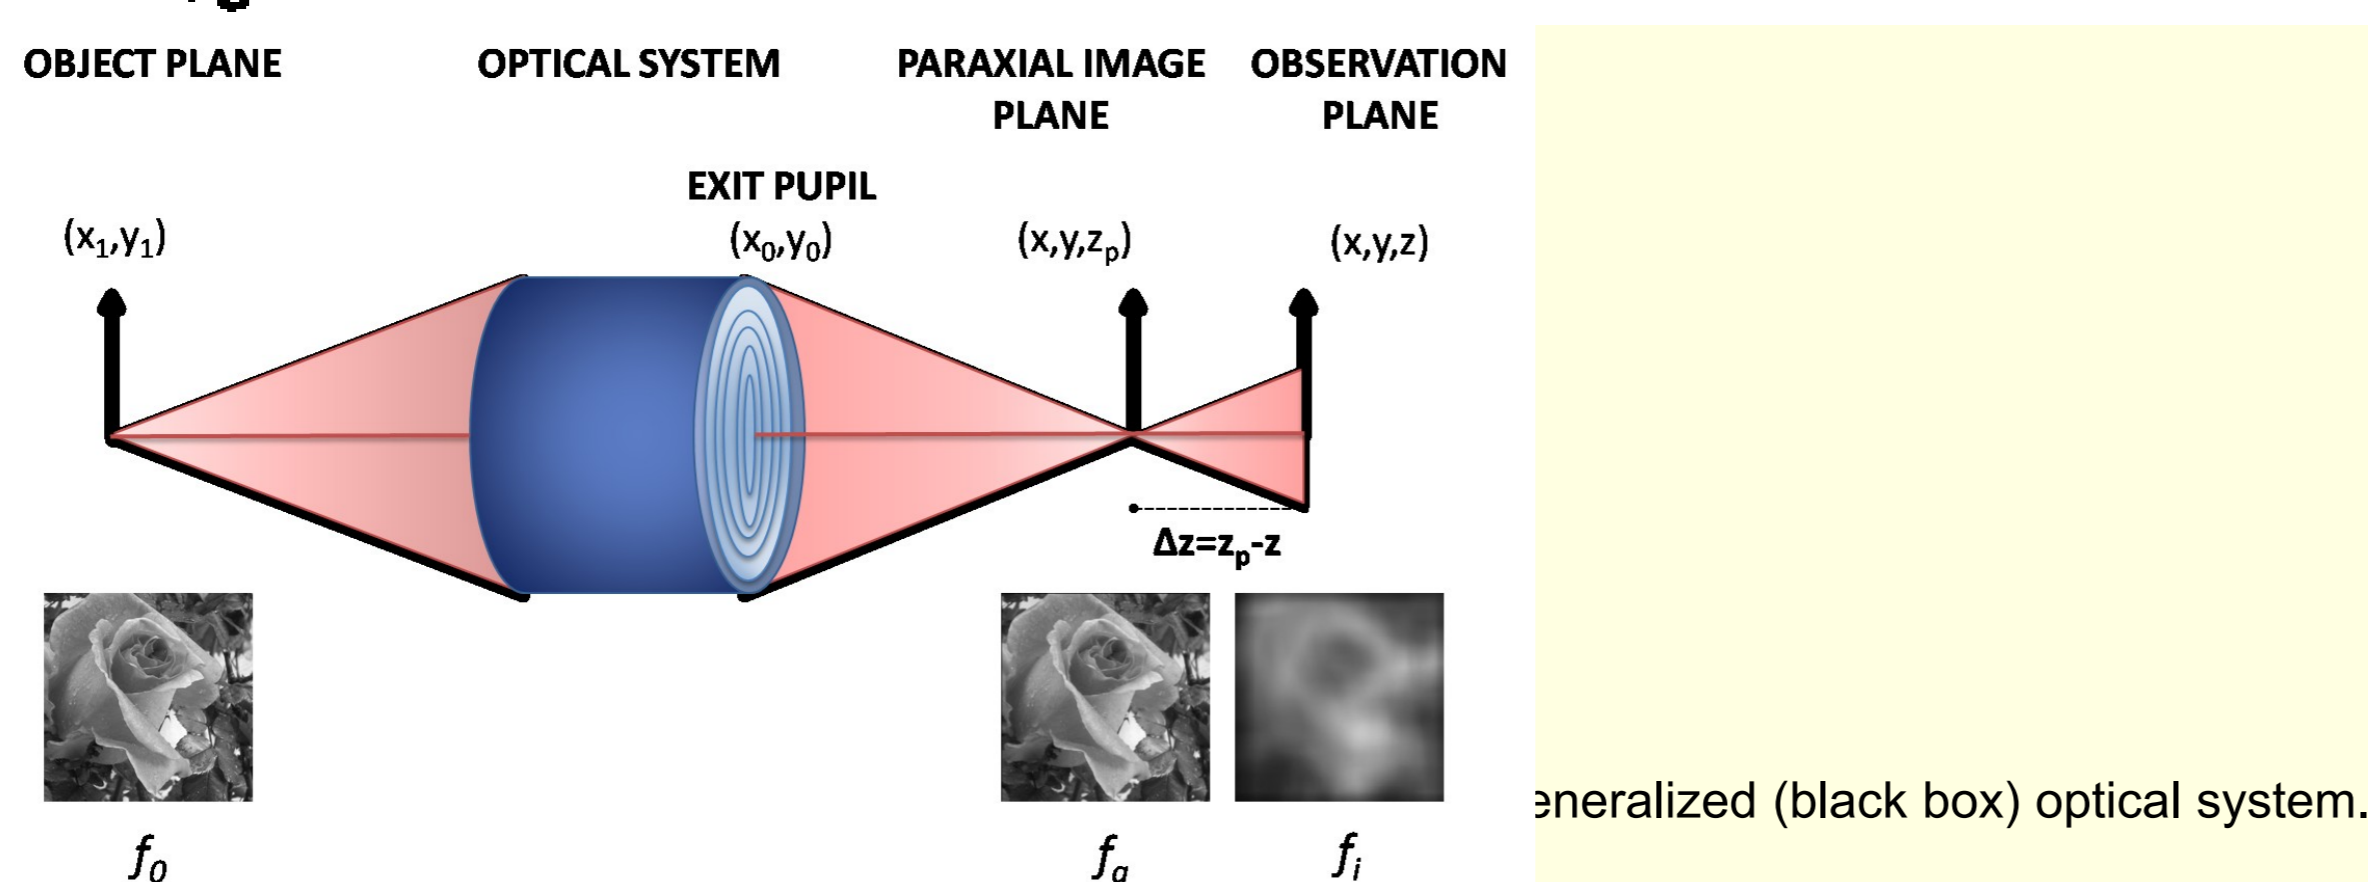 OBJECT PLANE
OPTICAL SYSTEM
PARAXIAL IMAGE
PLANE
OBSERVATION
PLANE
EXIT PUPIL
(x₁,y₁)
(x₀,y₀)
(x,y,zₚ)
(x,y,z)
Δz=zₚ-z
eneralized (black box) optical system.
f₀
fₐ
fᵢ